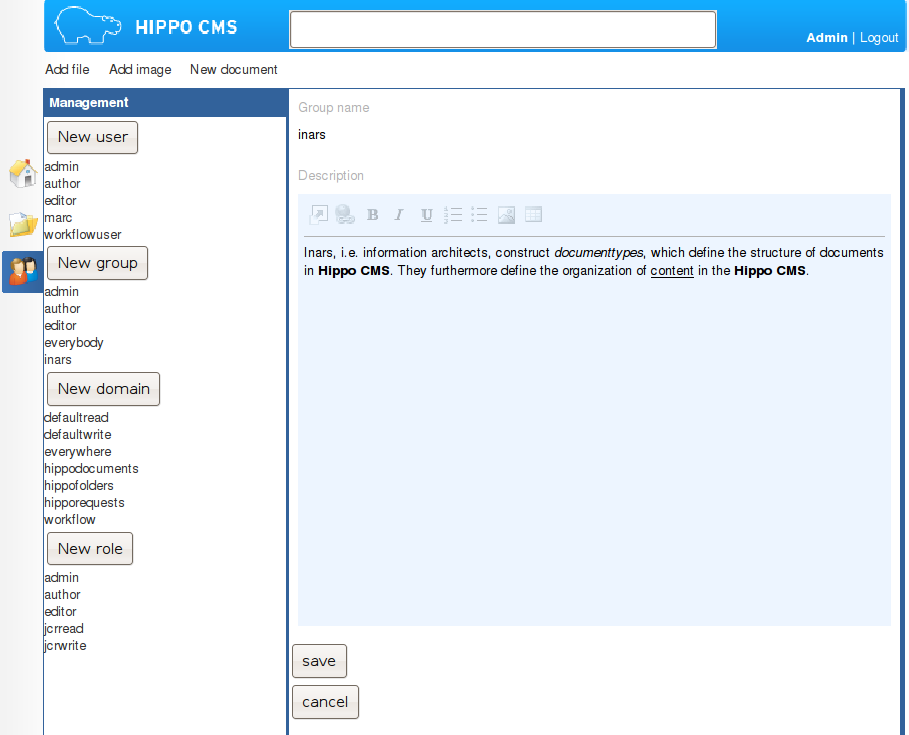 HIPPO CMS
Admin | Logout
Add file Add image New document
Management
New user
admin
author
editor
marc
workflowuser
New group
admin
author
editor
everybody
inars
New domain
defaultread
defaultwrite
everywhere
hippodocuments
hippofolders
hipporequests
workflow
New role
admin
author
editor
jcrread
jcrwrite
Group name
inars
Description
B I U
Inars, i.e. information architects, construct documenttypes, which define the structure of documents
in Hippo CMS. They furthermore define the organization of content in the Hippo CMS.
save
cancel